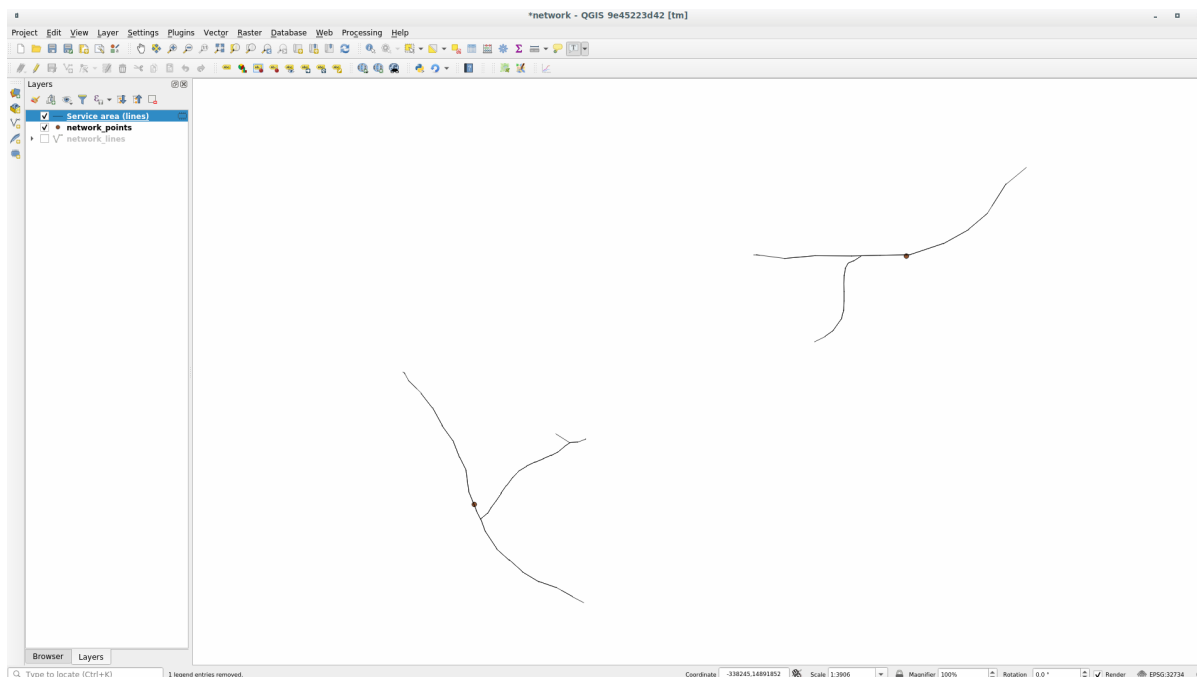 *network - QGIS 9e45223d42 [tm]
Project Edit View Layer Settings Plugins Vector Raster Database Web Processing Help
Layers
Service area (lines)
network_points
network_lines
Browser Layers
Type to locate (Ctrl+K) 1 legend entries removed. Coordinate -338245,14891852 Scale 1:3906 Magnifier 100% Rotation 0.0 ° Render EPSG:32734